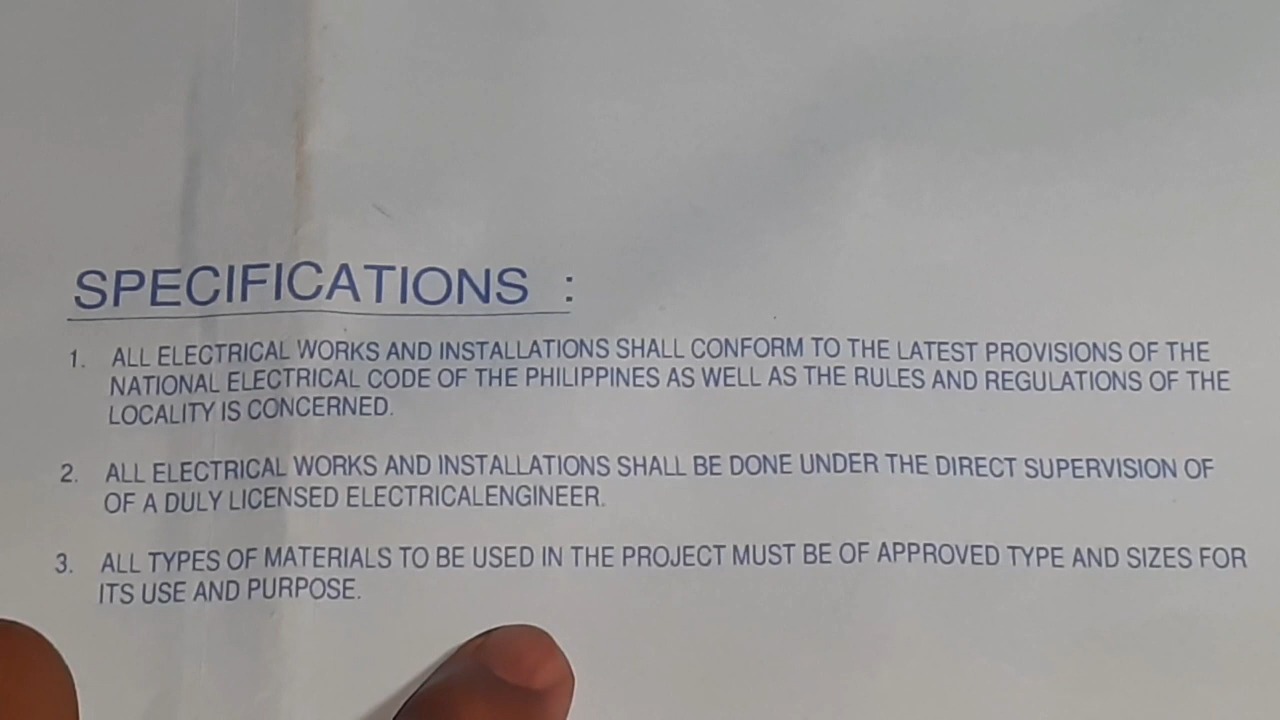 SPECIFICATIONS :
1. ALL ELECTRICAL WORKS AND INSTALLATIONS SHALL CONFORM TO THE LATEST PROVISIONS OF THE
NATIONAL ELECTRICAL CODE OF THE PHILIPPINES AS WELL AS THE RULES AND REGULATIONS OF THE
LOCALITY IS CONCERNED.
2. ALL ELECTRICAL WORKS AND INSTALLATIONS SHALL BE DONE UNDER THE DIRECT SUPERVISION OF
OF A DULY LICENSED ELECTRICALENGINEER.
3. ALL TYPES OF MATERIALS TO BE USED IN THE PROJECT MUST BE OF APPROVED TYPE AND SIZES FOR
ITS USE AND PURPOSE.